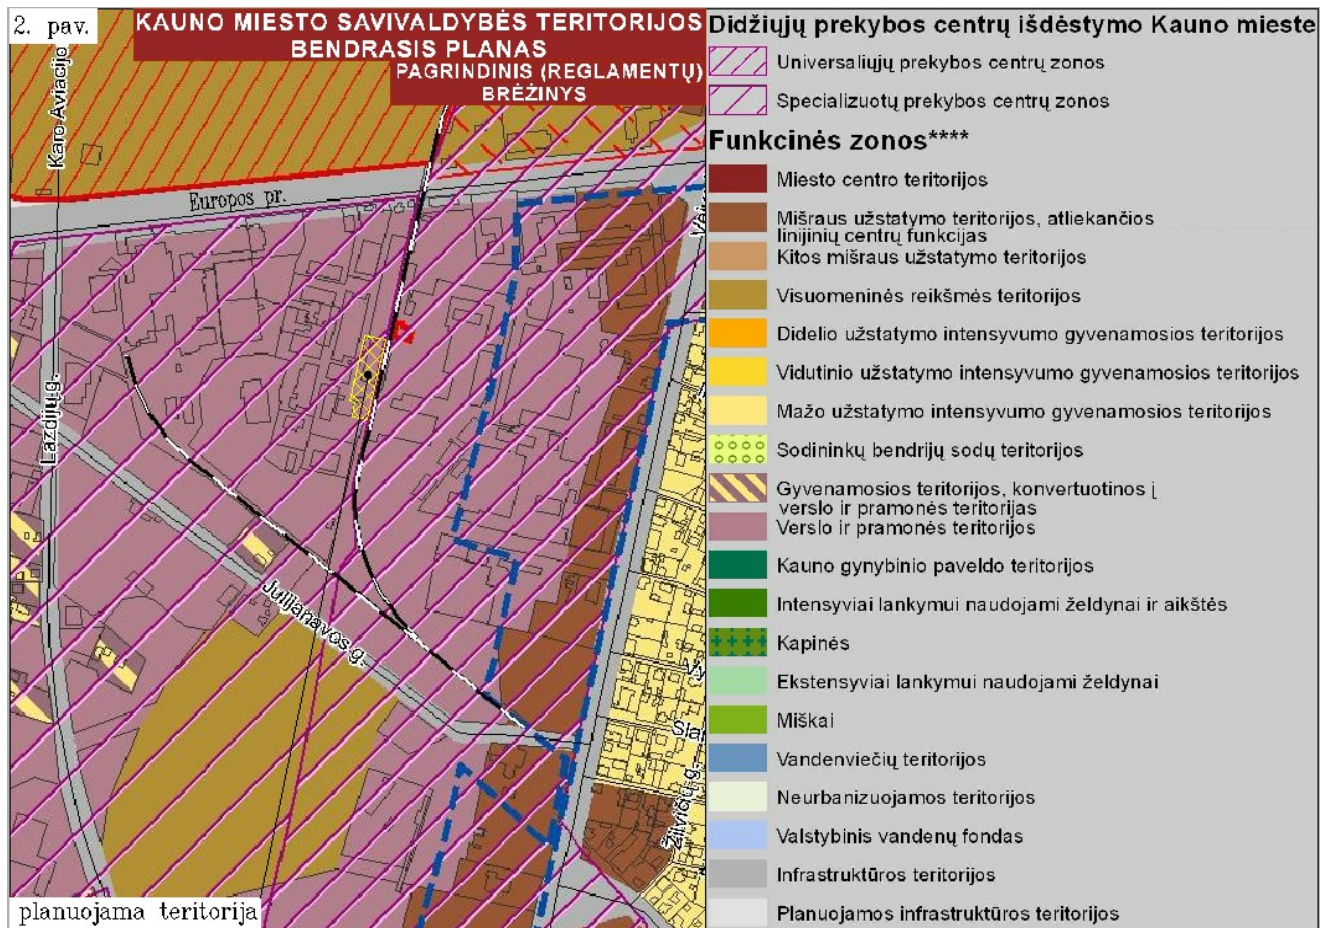 2. pav.
KAUNO MIESTO SAVIVALDYBĖS TERITORIJOS
BENDRASIS PLANAS
PAGRINDINIS (REGLAMENTŲ)
BRĖŽINYS
Karo Aviacijo
Europos pr.
Lazdijų g.
Julijanavos g.
Žilvičių g.
planuojama teritorija
Didžiųjų prekybos centrų išdėstymo Kauno mieste
Universaliųjų prekybos centrų zonos
Specializuotų prekybos centrų zonos
Funkcinės zonos****
Miesto centro teritorijos
Mišraus užstatymo teritorijos, atliekančios
linijinių centrų funkcijas
Kitos mišraus užstatymo teritorijos
Visuomeninės reikšmės teritorijos
Didelio užstatymo intensyvumo gyvenamosios teritorijos
Vidutinio užstatymo intensyvumo gyvenamosios teritorijos
Mažo užstatymo intensyvumo gyvenamosios teritorijos
Sodininkų bendrijų sodų teritorijos
Gyvenamosios teritorijos, konvertuotinos į
verslo ir pramonės teritorijas
Verslo ir pramonės teritorijos
Kauno gynybinio paveldo teritorijos
Intensyviai lankymui naudojami želdynai ir aikštės
Kapinės
Ekstensyviai lankymui naudojami želdynai
Miškai
Vandenviečių teritorijos
Neurbanizuojamos teritorijos
Valstybinis vandenų fondas
Infrastruktūros teritorijos
Planuojamos infrastruktūros teritorijos